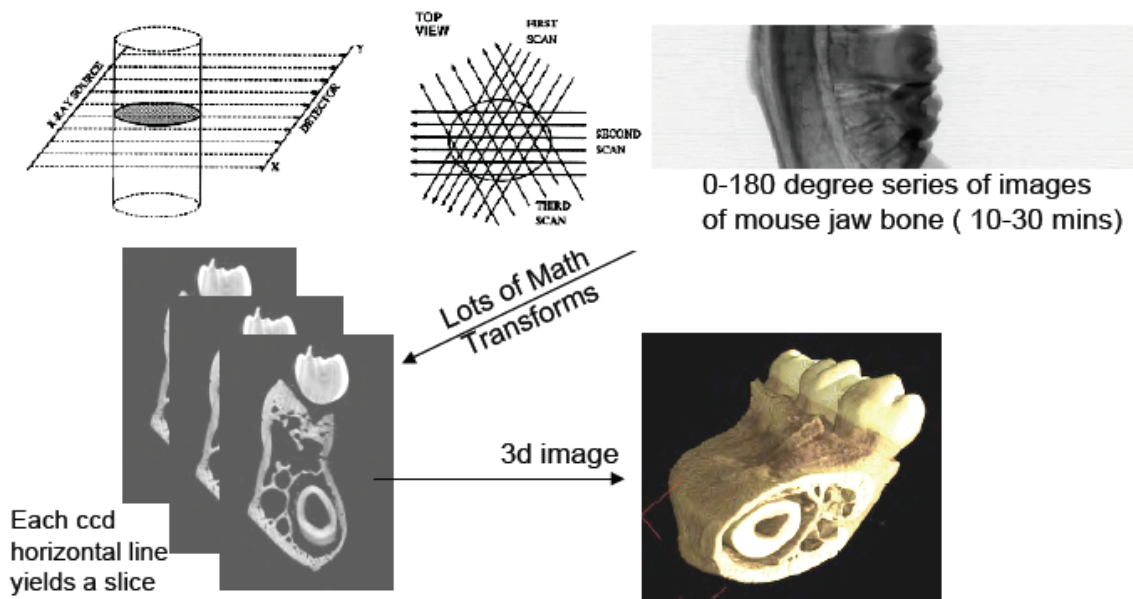 X-RAY SOURCE
Y
DETECTOR
X
TOP
VIEW
FIRST
SCAN
SECOND
SCAN
THIRD
SCAN
0-180 degree series of images
of mouse jaw bone ( 10-30 mins)
Lots of Math
Transforms
3d image
Each ccd
horizontal line
yields a slice